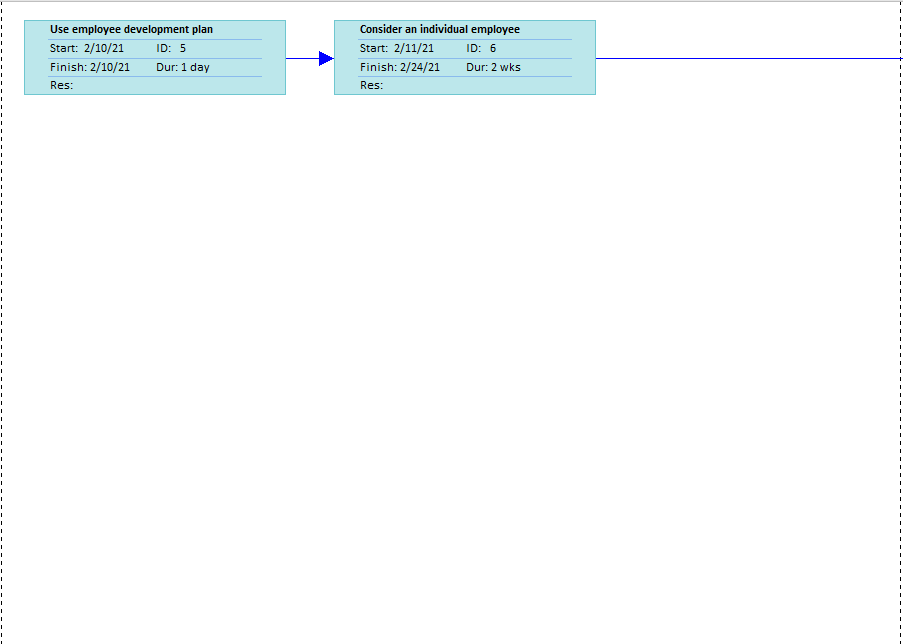 Use employee development plan
Start: 2/10/21 ID: 5
Finish: 2/10/21 Dur: 1 day
Res:
Consider an individual employee
Start: 2/11/21 ID: 6
Finish: 2/24/21 Dur: 2 wks
Res: